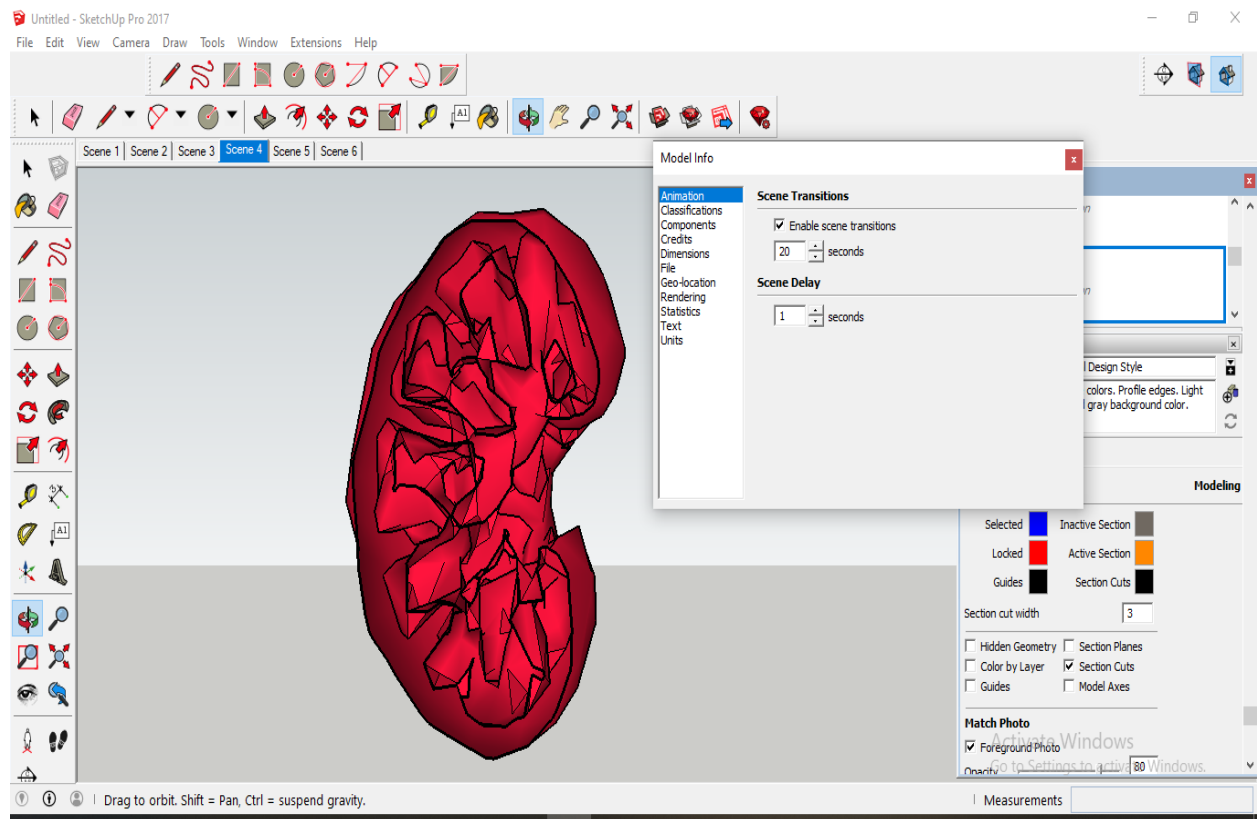 Untitled - SketchUp Pro 2017
File Edit View Camera Draw Tools Window Extensions Help
A1
Scene 1 Scene 2 Scene 3 Scene 4 Scene 5 Scene 6
Model Info
x
Animation
Classifications
Components
Credits
Dimensions
File
Geo-location
Rendering
Statistics
Text
Units
Scene Transitions
Enable scene transitions
20 seconds
Scene Delay
1 seconds
l Design Style
colors. Profile edges. Light
gray background color.
Modeling
A1
Selected Inactive Section
Locked Active Section
Guides Section Cuts
Section cut width 3
Hidden Geometry Section Planes
Color by Layer Section Cuts
Guides Model Axes
Match Photo
Foreground Photo
Opacity 80
Activate Windows
Go to Settings to activate Windows.
Drag to orbit. Shift = Pan, Ctrl = suspend gravity.
Measurements